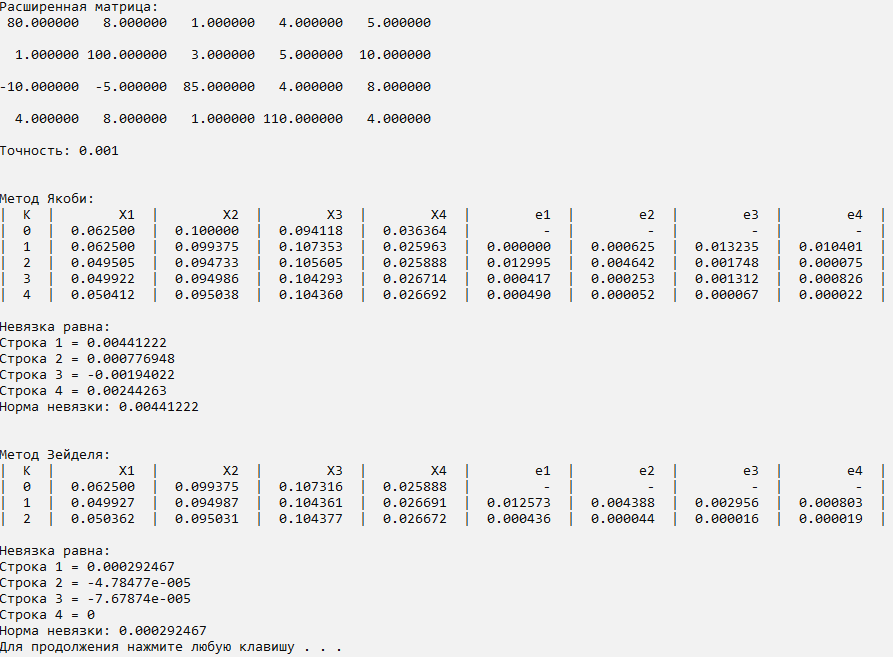 Расширенная матрица:
80.000000 8.000000 1.000000 4.000000 5.000000
1.000000 100.000000 3.000000 5.000000 10.000000
-10.000000 -5.000000 85.000000 4.000000 8.000000
4.000000 8.000000 1.000000 110.000000 4.000000
Точность: 0.001
Метод Якоби:
| K | X1 | X2 | X3 | X4 | e1 | e2 | e3 | e4 |
| 0 | 0.062500 | 0.100000 | 0.094118 | 0.036364 | - | - | - | - |
| 1 | 0.062500 | 0.099375 | 0.107353 | 0.025963 | 0.000000 | 0.000625 | 0.013235 | 0.010401 |
| 2 | 0.049505 | 0.094733 | 0.105605 | 0.025888 | 0.012995 | 0.004642 | 0.001748 | 0.000075 |
| 3 | 0.049922 | 0.094986 | 0.104293 | 0.026714 | 0.000417 | 0.000253 | 0.001312 | 0.000826 |
| 4 | 0.050412 | 0.095038 | 0.104360 | 0.026692 | 0.000490 | 0.000052 | 0.000067 | 0.000022 |
Невязка равна:
Строка 1 = 0.00441222
Строка 2 = 0.000776948
Строка 3 = -0.00194022
Строка 4 = 0.00244263
Норма невязки: 0.00441222
Метод Зейделя:
| K | X1 | X2 | X3 | X4 | e1 | e2 | e3 | e4 |
| 0 | 0.062500 | 0.099375 | 0.107316 | 0.025888 | - | - | - | - |
| 1 | 0.049927 | 0.094987 | 0.104361 | 0.026691 | 0.012573 | 0.004388 | 0.002956 | 0.000803 |
| 2 | 0.050362 | 0.095031 | 0.104377 | 0.026672 | 0.000436 | 0.000044 | 0.000016 | 0.000019 |
Невязка равна:
Строка 1 = 0.000292467
Строка 2 = -4.78477e-005
Строка 3 = -7.67874e-005
Строка 4 = 0
Норма невязки: 0.000292467
Для продолжения нажмите любую клавишу . . .